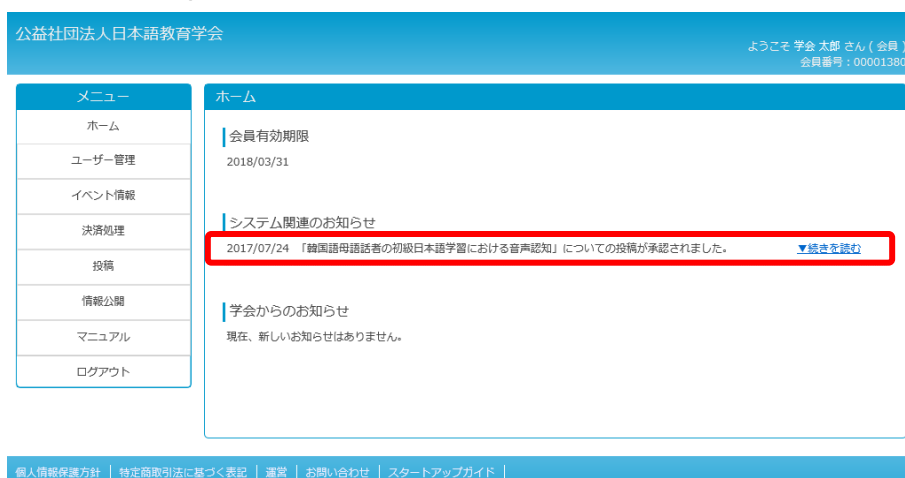 公益社団法人日本語教育学会
ようこそ 学会 太郎 さん ( 会員 )
会員番号 : 00001380
メニュー
ホーム
ユーザー管理
イベント情報
決済処理
投稿
情報公開
マニュアル
ログアウト
ホーム
会員有効期限
2018/03/31
システム関連のお知らせ
2017/07/24 「韓国語母語話者の初級日本語学習における音声認知」についての投稿が承認されました。 ▼続きを読む
学会からのお知らせ
現在、新しいお知らせはありません。
個人情報保護方針 | 特定商取引法に基づく表記 | 運営 | お問い合わせ | スタートアップガイド |